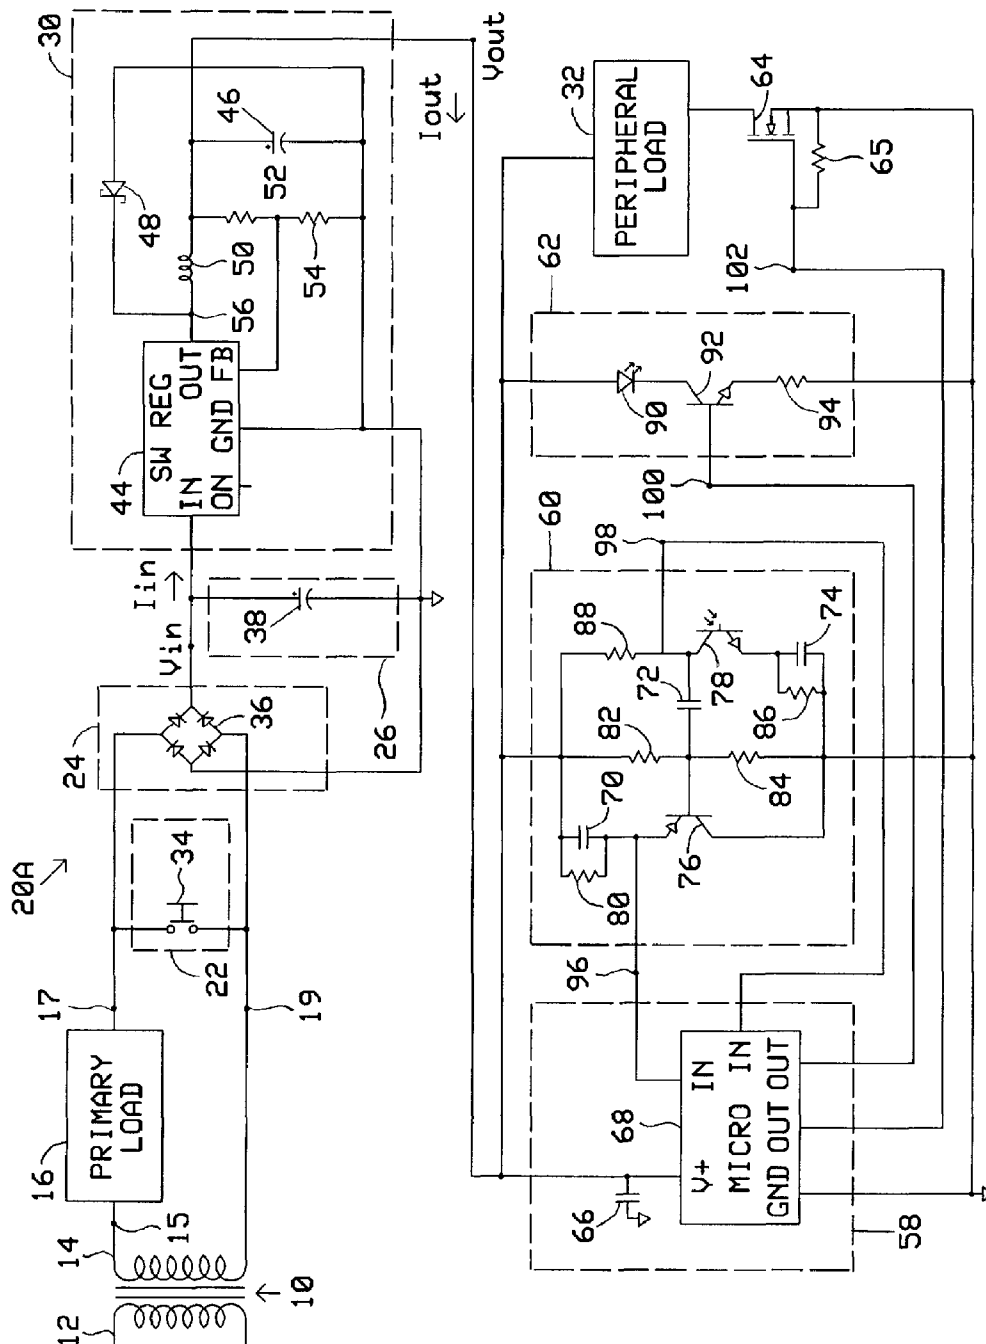 20A
12
14
10
15
16
PRIMARY
LOAD
17
19
22
34
24
36
Vin
Iin →
26
38
30
44
SW REG
IN
OUT
ON
GND
FB
48
56
50
54
52
46
Iout
Vout
58
66
68
V+
IN
MICRO
IN
GND
OUT
OUT
96
60
80
70
76
82
84
72
88
78
86
74
98
100
62
90
92
94
102
32
PERIPHERAL
LOAD
64
65